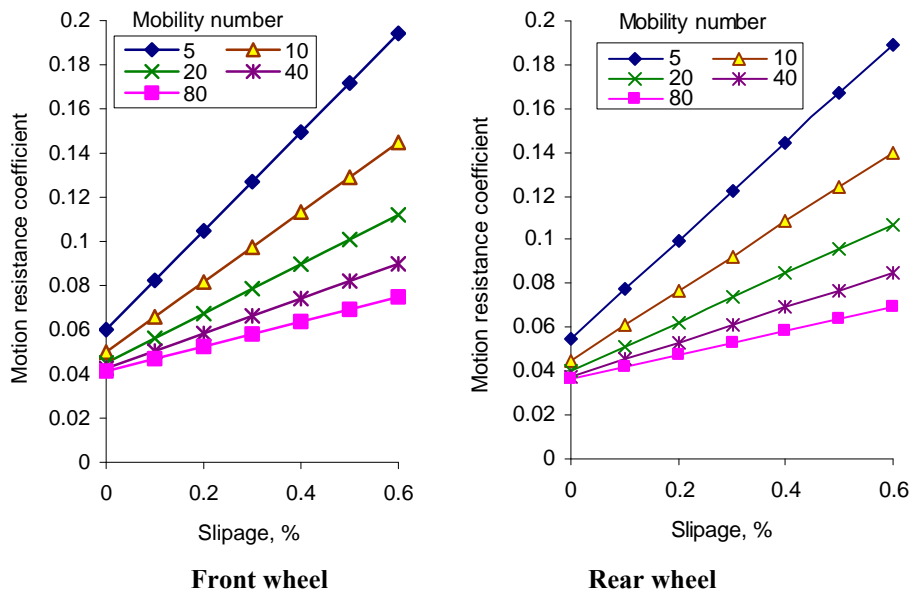 Mobility number
5 10
20 40
80
Motion resistance coefficient
0.2
0.18
0.16
0.14
0.12
0.1
0.08
0.06
0.04
0.02
0
0 0.2 0.4 0.6
Slipage, %
Front wheel
Mobility number
5 10
20 40
80
Motion resistance coefficient
0.2
0.18
0.16
0.14
0.12
0.1
0.08
0.06
0.04
0.02
0
0 0.2 0.4 0.6
Slipage, %
Rear wheel